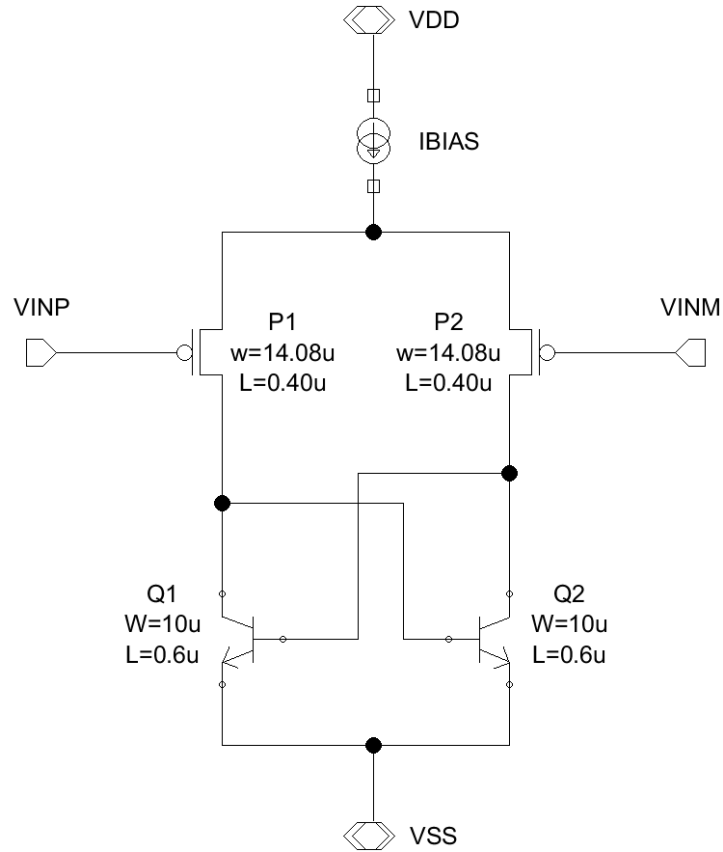 VDD
IBIAS
VINP
P1
w=14.08u
L=0.40u
P2
w=14.08u
L=0.40u
VINM
Q1
W=10u
L=0.6u
Q2
W=10u
L=0.6u
VSS